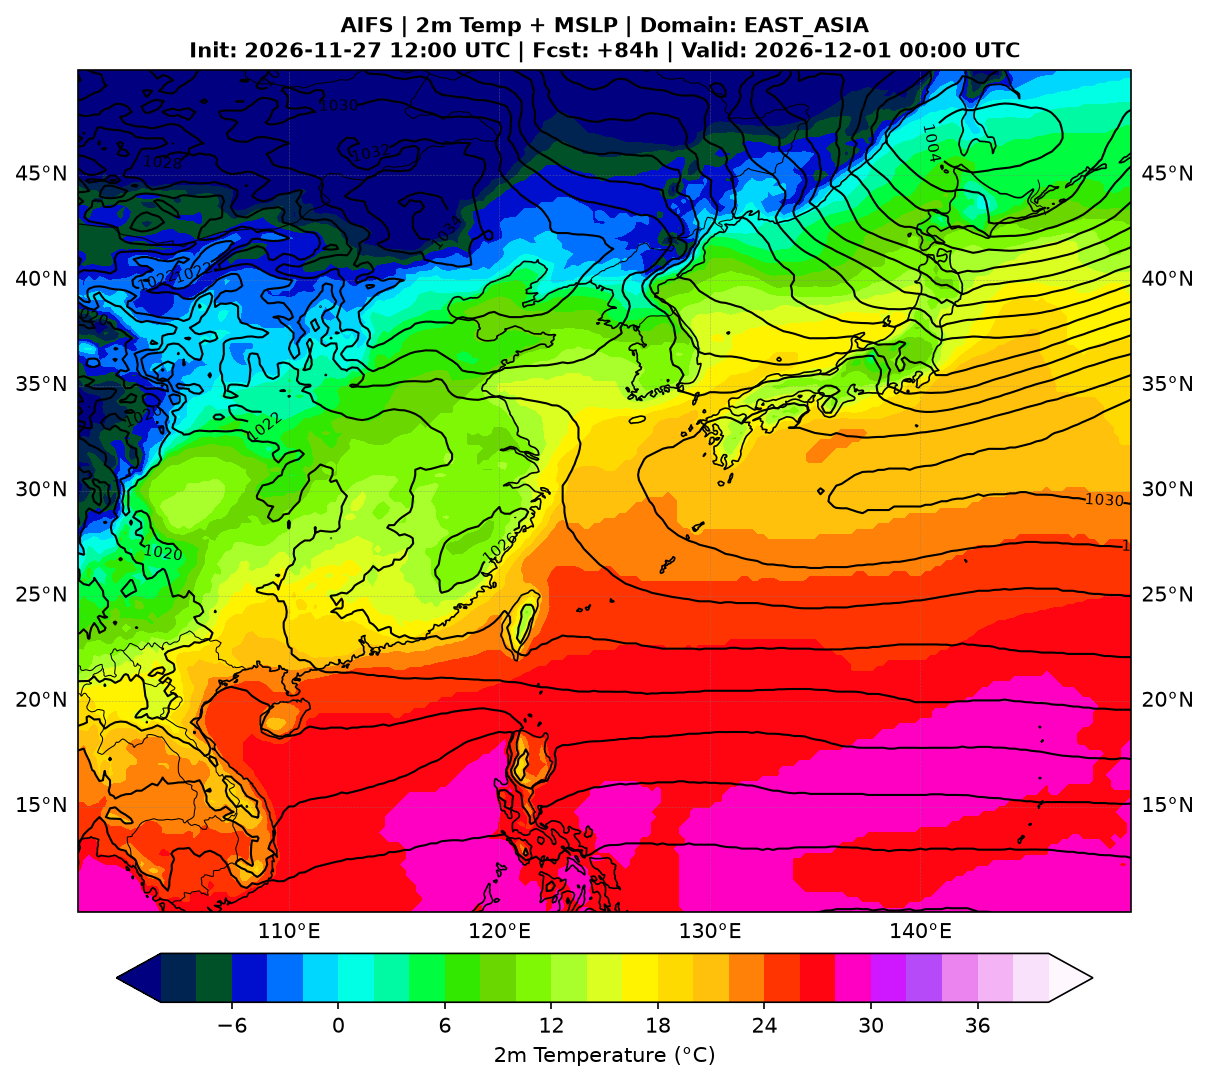 AIFS | 2m Temp + MSLP | Domain: EAST_ASIA
Init: 2026-11-27 12:00 UTC | Fcst: +84h | Valid: 2026-12-01 00:00 UTC
1030
1004
1028
1032
45°N
45°N
1022
40°N
40°N
35°N
35°N
1022
30°N
1030
30°N
1020
1026
25°N
25°N
20°N
20°N
15°N
15°N
110°E
120°E
130°E
140°E
−6
0
6
12
18
24
30
36
2m Temperature (°C)